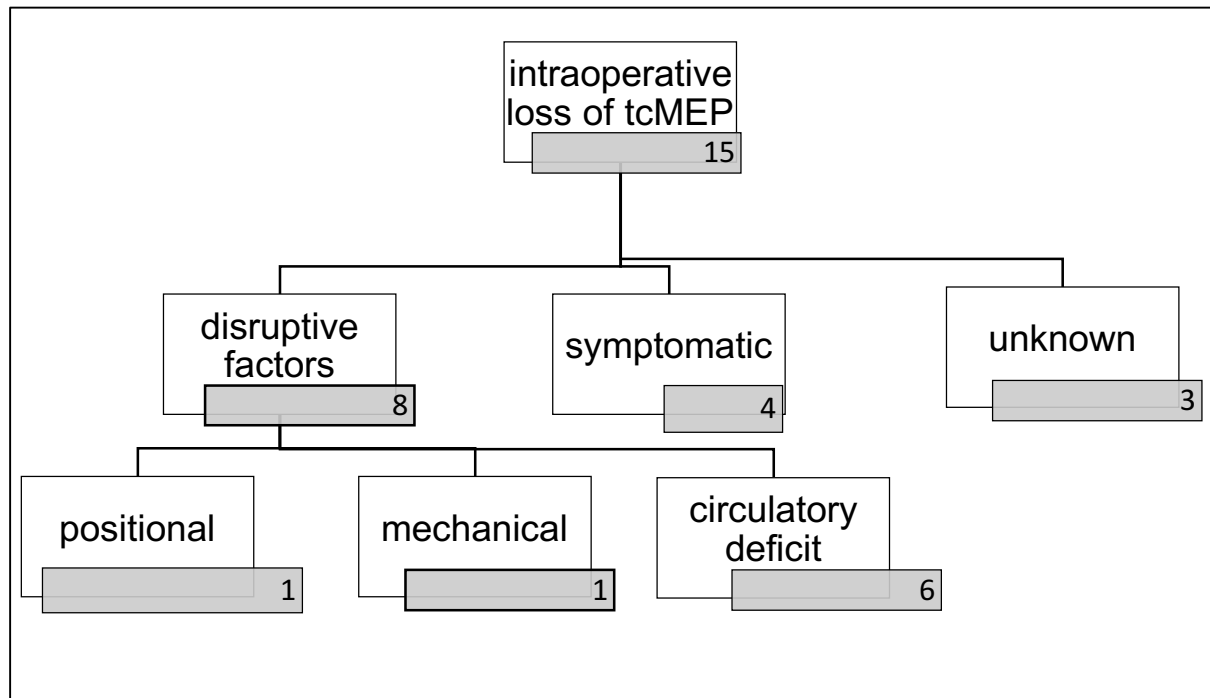 intraoperative
loss of tcMEP
15
disruptive
factors
8
symptomatic
4
unknown
3
positional
1
mechanical
1
circulatory
deficit
6